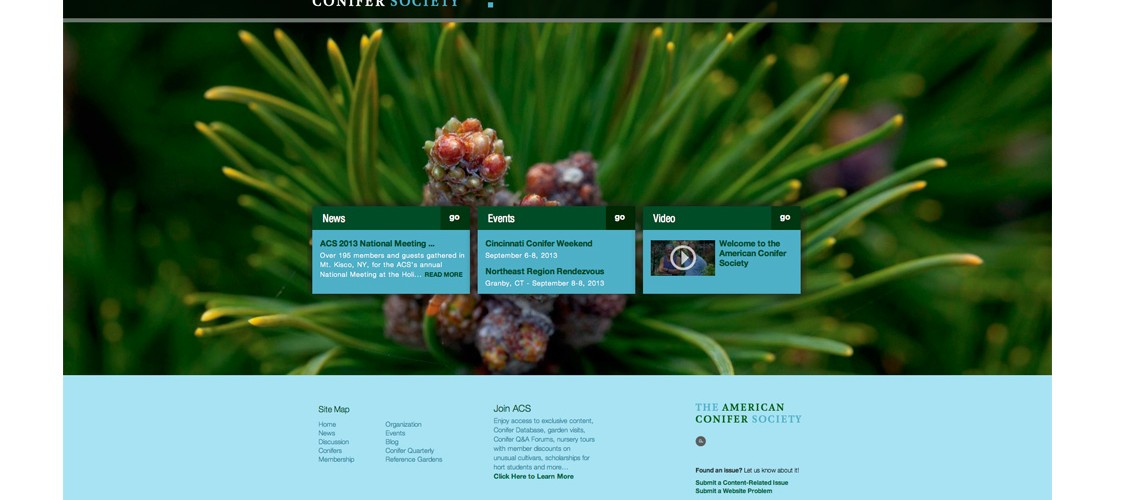 CONIFER SOCIETY
News
go
ACS 2013 National Meeting ...
Over 195 members and guests gathered in
Mt. Kisco, NY, for the ACS's annual
National Meeting at the Holi... READ MORE
Events
go
Cincinnati Conifer Weekend
September 6-8, 2013
Northeast Region Rendezvous
Granby, CT - September 6-8, 2013
Video
go
Welcome to the
American Conifer
Society
Site Map
Home
News
Discussion
Conifers
Membership
Organization
Events
Blog
Conifer Quarterly
Reference Gardens
Join ACS
Enjoy access to exclusive content,
Conifer Database, garden visits,
Conifer Q&A Forums, nursery tours
with member discounts on
unusual cultivars, scholarships for
hort students and more...
Click Here to Learn More
THE AMERICAN
CONIFER SOCIETY
Found an issue? Let us know about it!
Submit a Content-Related Issue
Submit a Website Problem